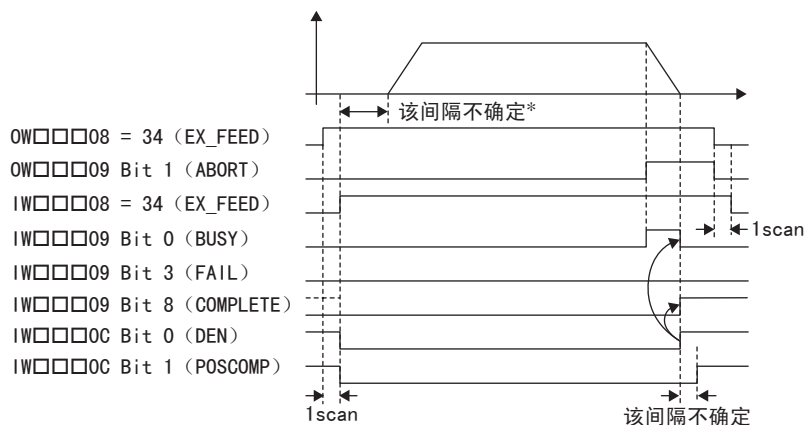 该间隔不确定*
OW□□□08 = 34（EX_FEED）
OW□□□09 Bit 1（ABORT）
IW□□□08 = 34（EX_FEED）
1scan
IW□□□09 Bit 0（BUSY）
IW□□□09 Bit 3（FAIL）
IW□□□09 Bit 8（COMPLETE）
IW□□□0C Bit 0（DEN）
IW□□□0C Bit 1（POSCOMP）
1scan
该间隔不确定